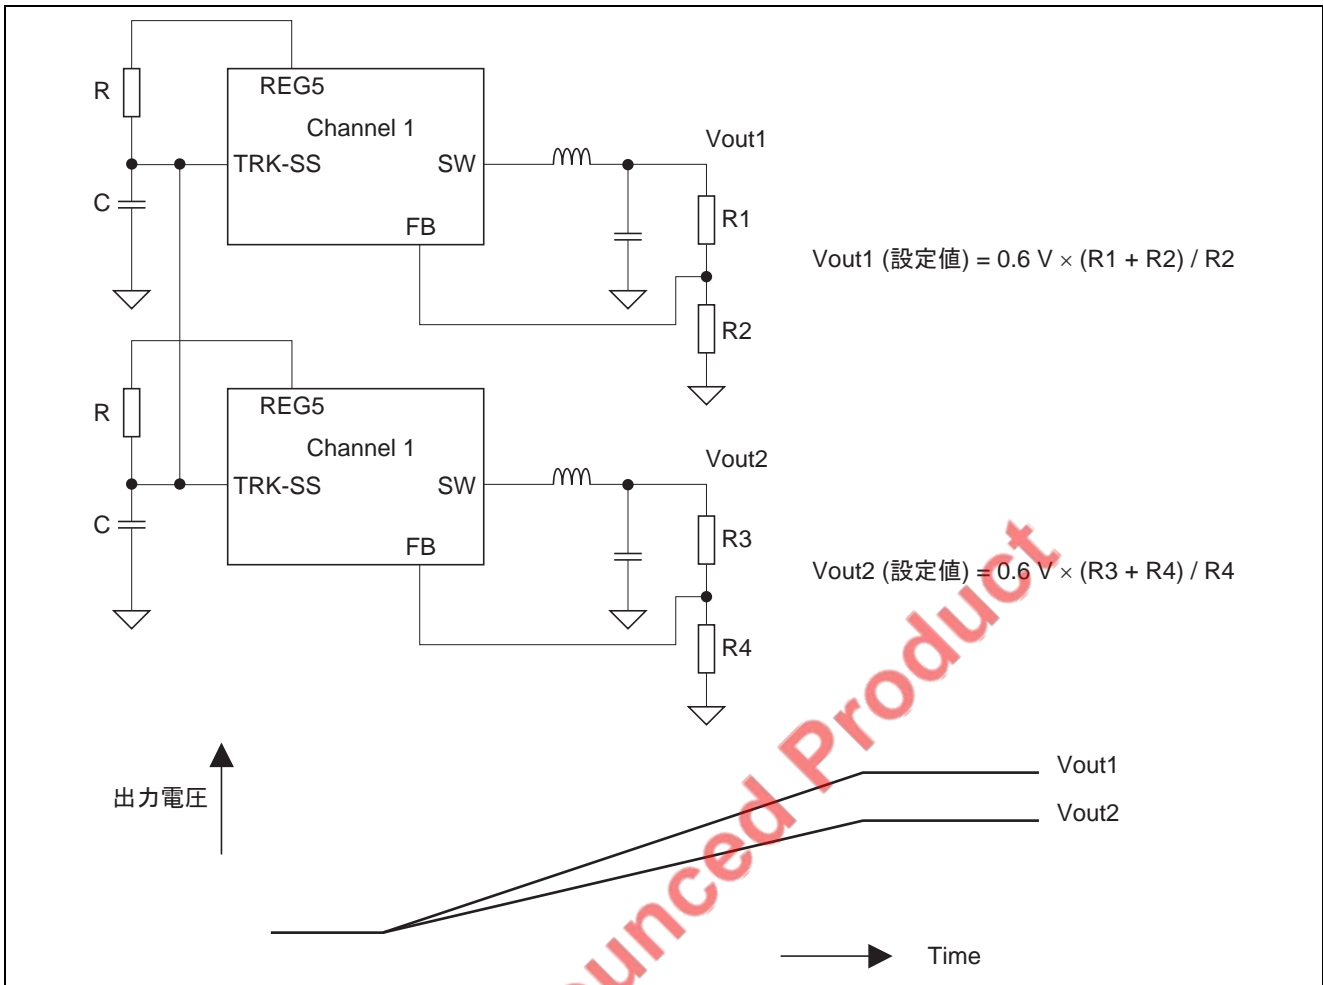 REG5
R
Channel 1
Vout1
TRK-SS
SW
C
R1
FB
Vout1 (設定値) = 0.6 V × (R1 + R2) / R2
R2
REG5
R
Channel 1
Vout2
TRK-SS
SW
C
R3
FB
Vout2 (設定値) = 0.6 V × (R3 + R4) / R4
R4
出力電圧
Vout1
Vout2
Time
ounced Product